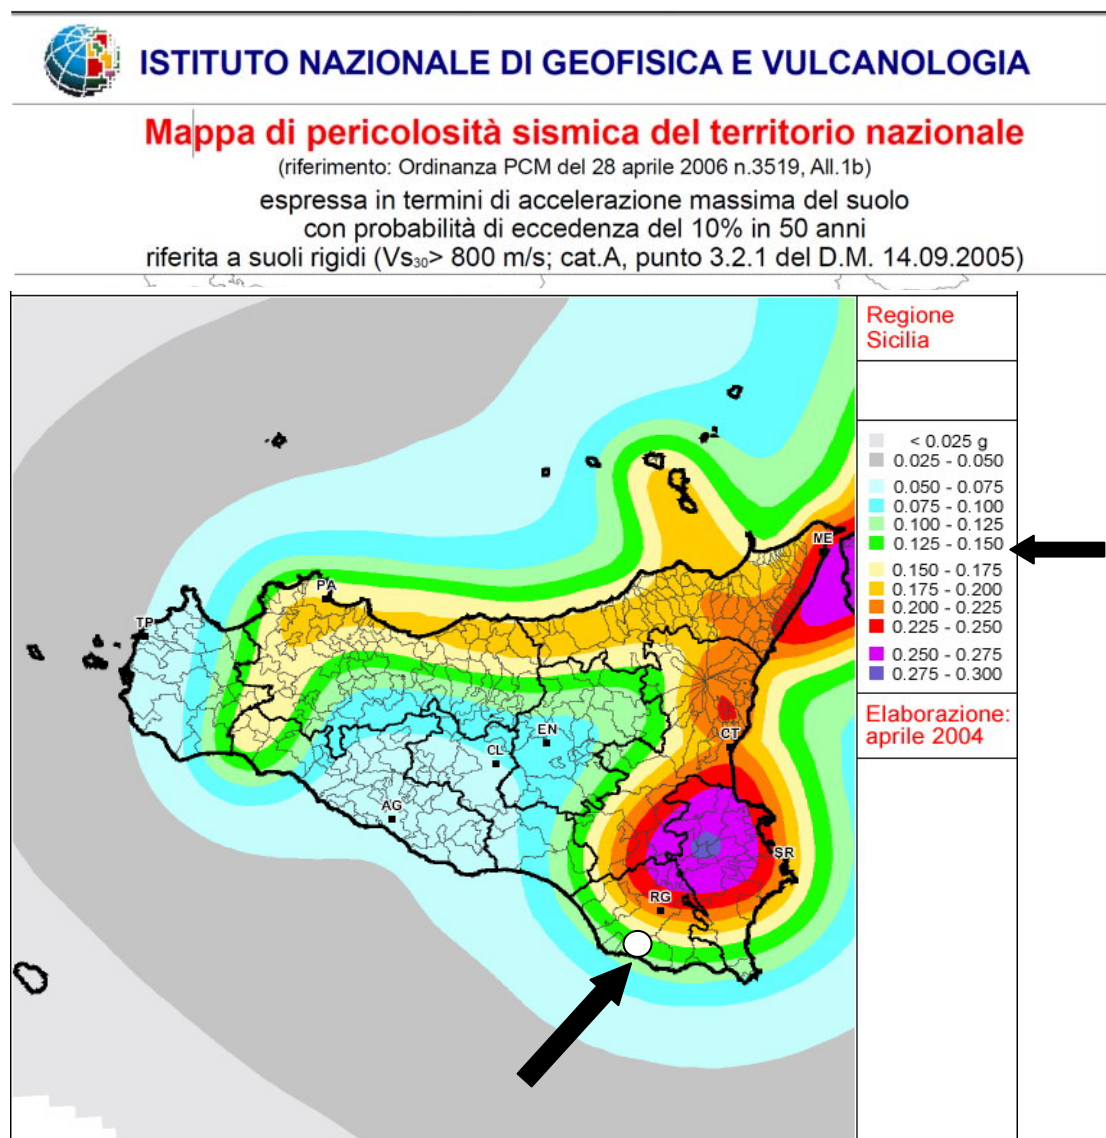 ISTITUTO NAZIONALE DI GEOFISICA E VULCANOLOGIA
Mappa di pericolosità sismica del territorio nazionale
(riferimento: Ordinanza PCM del 28 aprile 2006 n.3519, All.1b)
espressa in termini di accelerazione massima del suolo
con probabilità di eccedenza del 10% in 50 anni
riferita a suoli rigidi (Vs30> 800 m/s; cat.A, punto 3.2.1 del D.M. 14.09.2005)
Regione
Sicilia
< 0.025 g
0.025 - 0.050
0.050 - 0.075
0.075 - 0.100
0.100 - 0.125
0.125 - 0.150
0.150 - 0.175
0.175 - 0.200
0.200 - 0.225
0.225 - 0.250
0.250 - 0.275
0.275 - 0.300
Elaborazione:
aprile 2004
ME
PA
TP
EN
CT
CL
AG
SR
RG